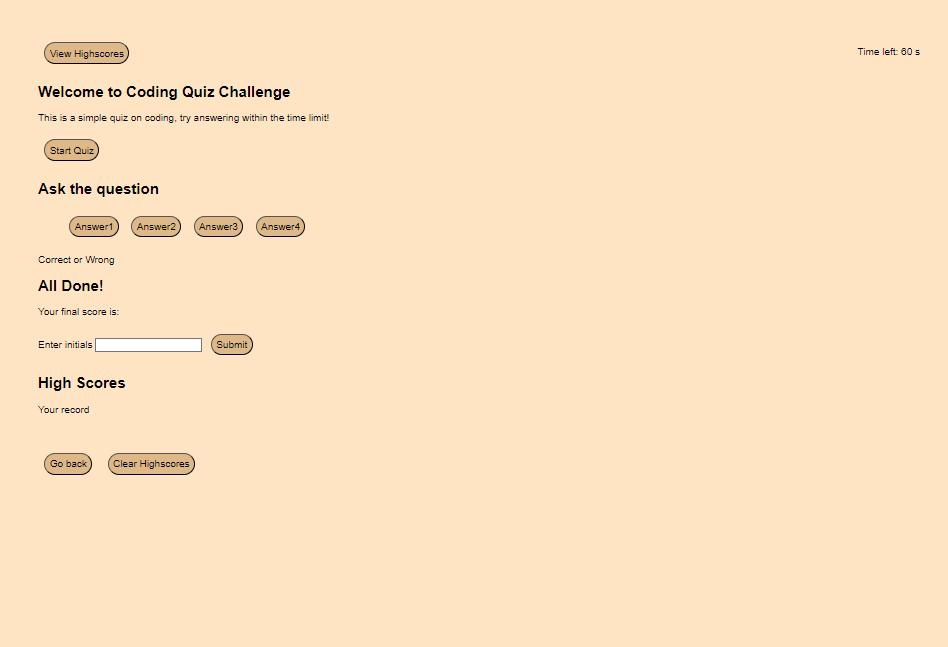 View Highscores Time left: 60 s
Welcome to Coding Quiz Challenge
This is a simple quiz on coding, try answering within the time limit!
Start Quiz
Ask the question
Answer1 Answer2 Answer3 Answer4
Correct or Wrong
All Done!
Your final score is:
Enter initials Submit
High Scores
Your record
Go back Clear Highscores